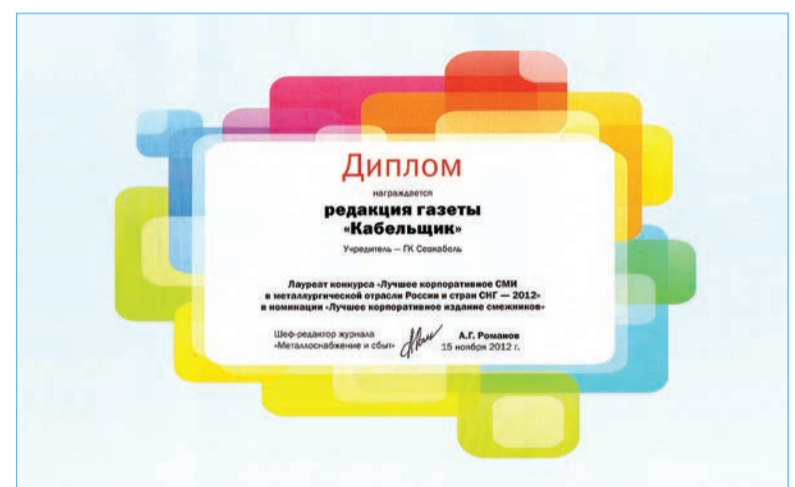 Диплом
награждается
редакция газеты
«Кабельщик»
Учредитель — ГК Севкабель
Лауреат конкурса «Лучшее корпоративное СМИ
в металлургической отрасли России и стран СНГ — 2012»
в номинации «Лучшее корпоративное издание смежников»
Шеф-редактор журнала
«Металлоснабжение и сбыт»
А.Г. Романов
15 ноября 2012 г.